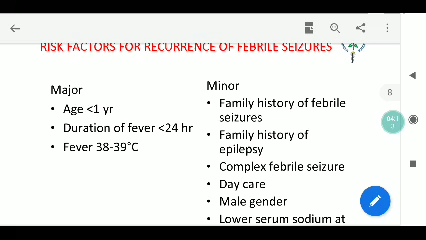 RISK FACTORS FOR RECURRENCE OF FEBRILE SEIZURES
Major
• Age <1 yr
• Duration of fever <24 hr
• Fever 38-39°C
Minor
• Family history of febrile
seizures
• Family history of
epilepsy
• Complex febrile seizure
• Day care
• Male gender
• Lower serum sodium at
8